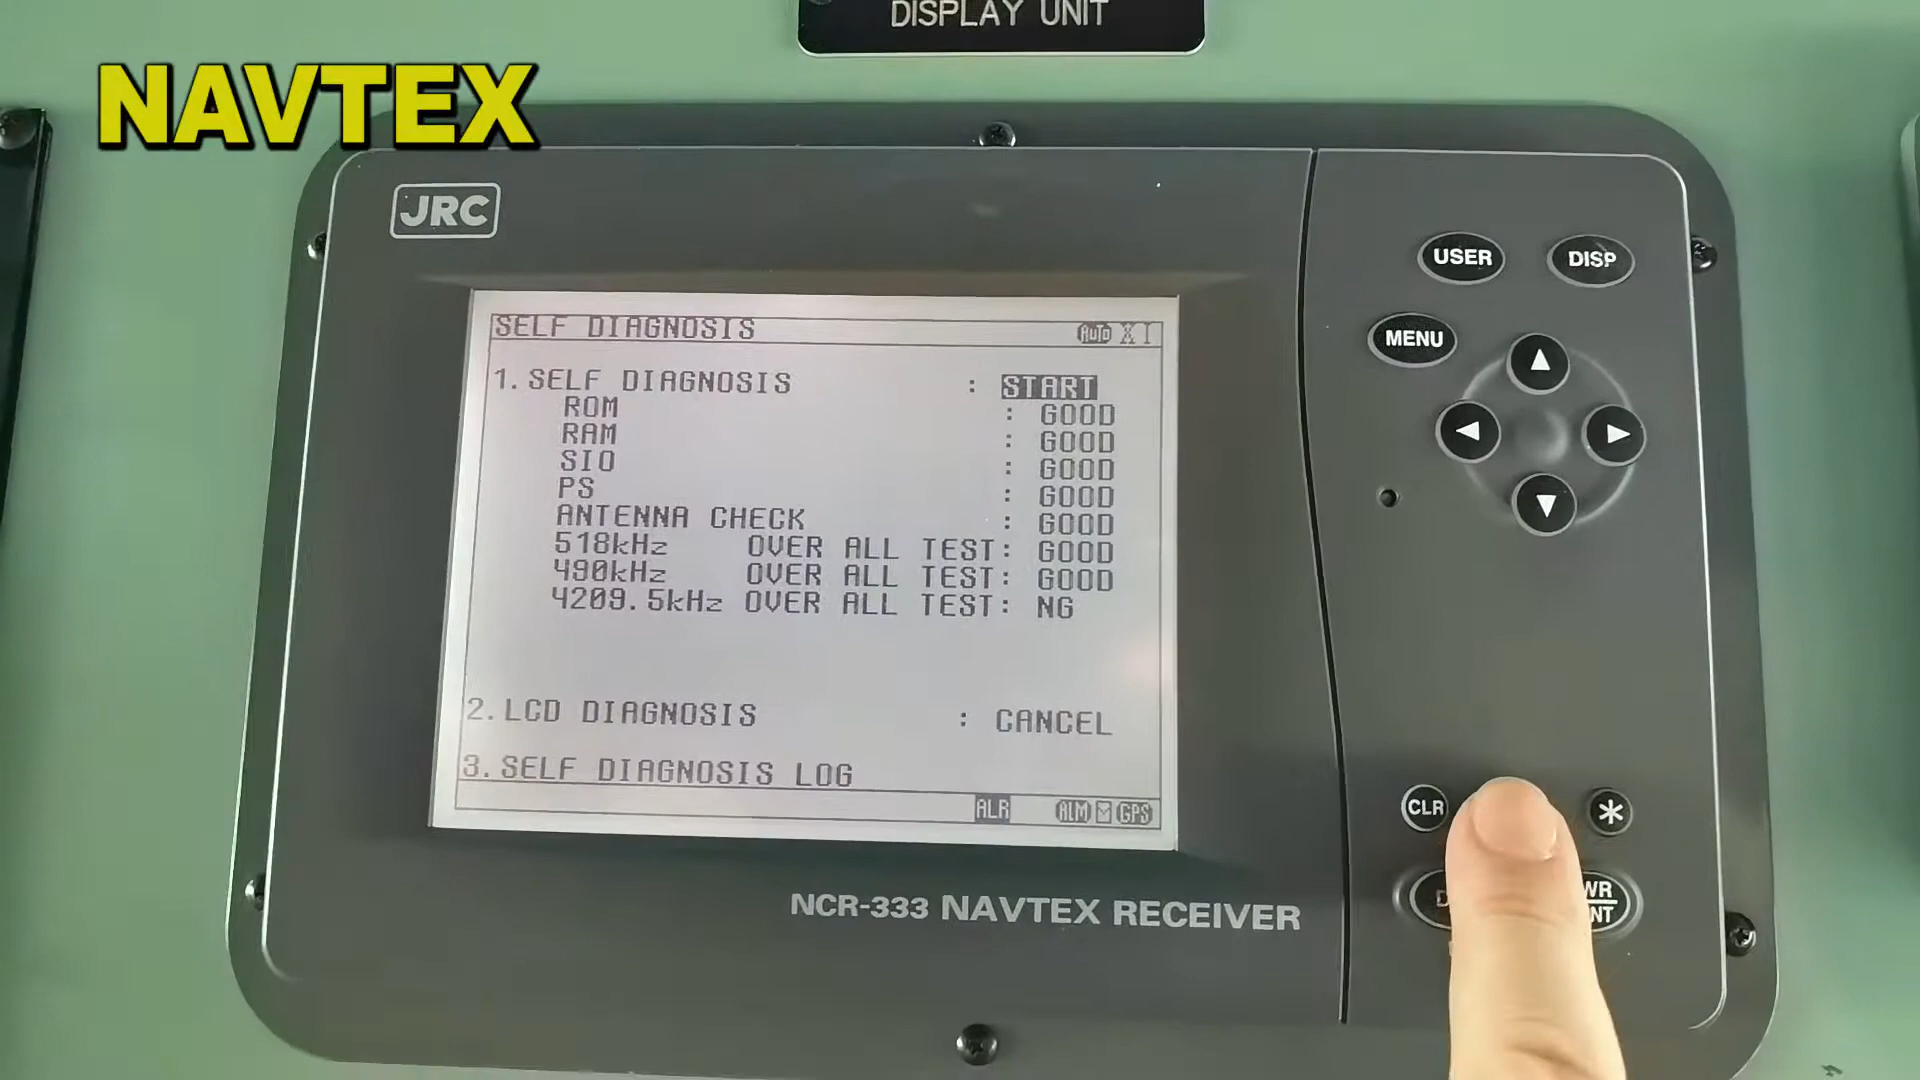 DISPLAY UNIT
NAVTEX
JRC
USER
DISP
MENU
SELF DIAGNOSIS
AUTO
1.SELF DIAGNOSIS : START
ROM : GOOD
RAM : GOOD
SIO : GOOD
PS : GOOD
ANTENNA CHECK : GOOD
518kHz OVER ALL TEST: GOOD
490kHz OVER ALL TEST: GOOD
4209.5kHz OVER ALL TEST: NG
2.LCD DIAGNOSIS : CANCEL
3.SELF DIAGNOSIS LOG
ALR ALM GPS
CLR
*
NCR-333 NAVTEX RECEIVER